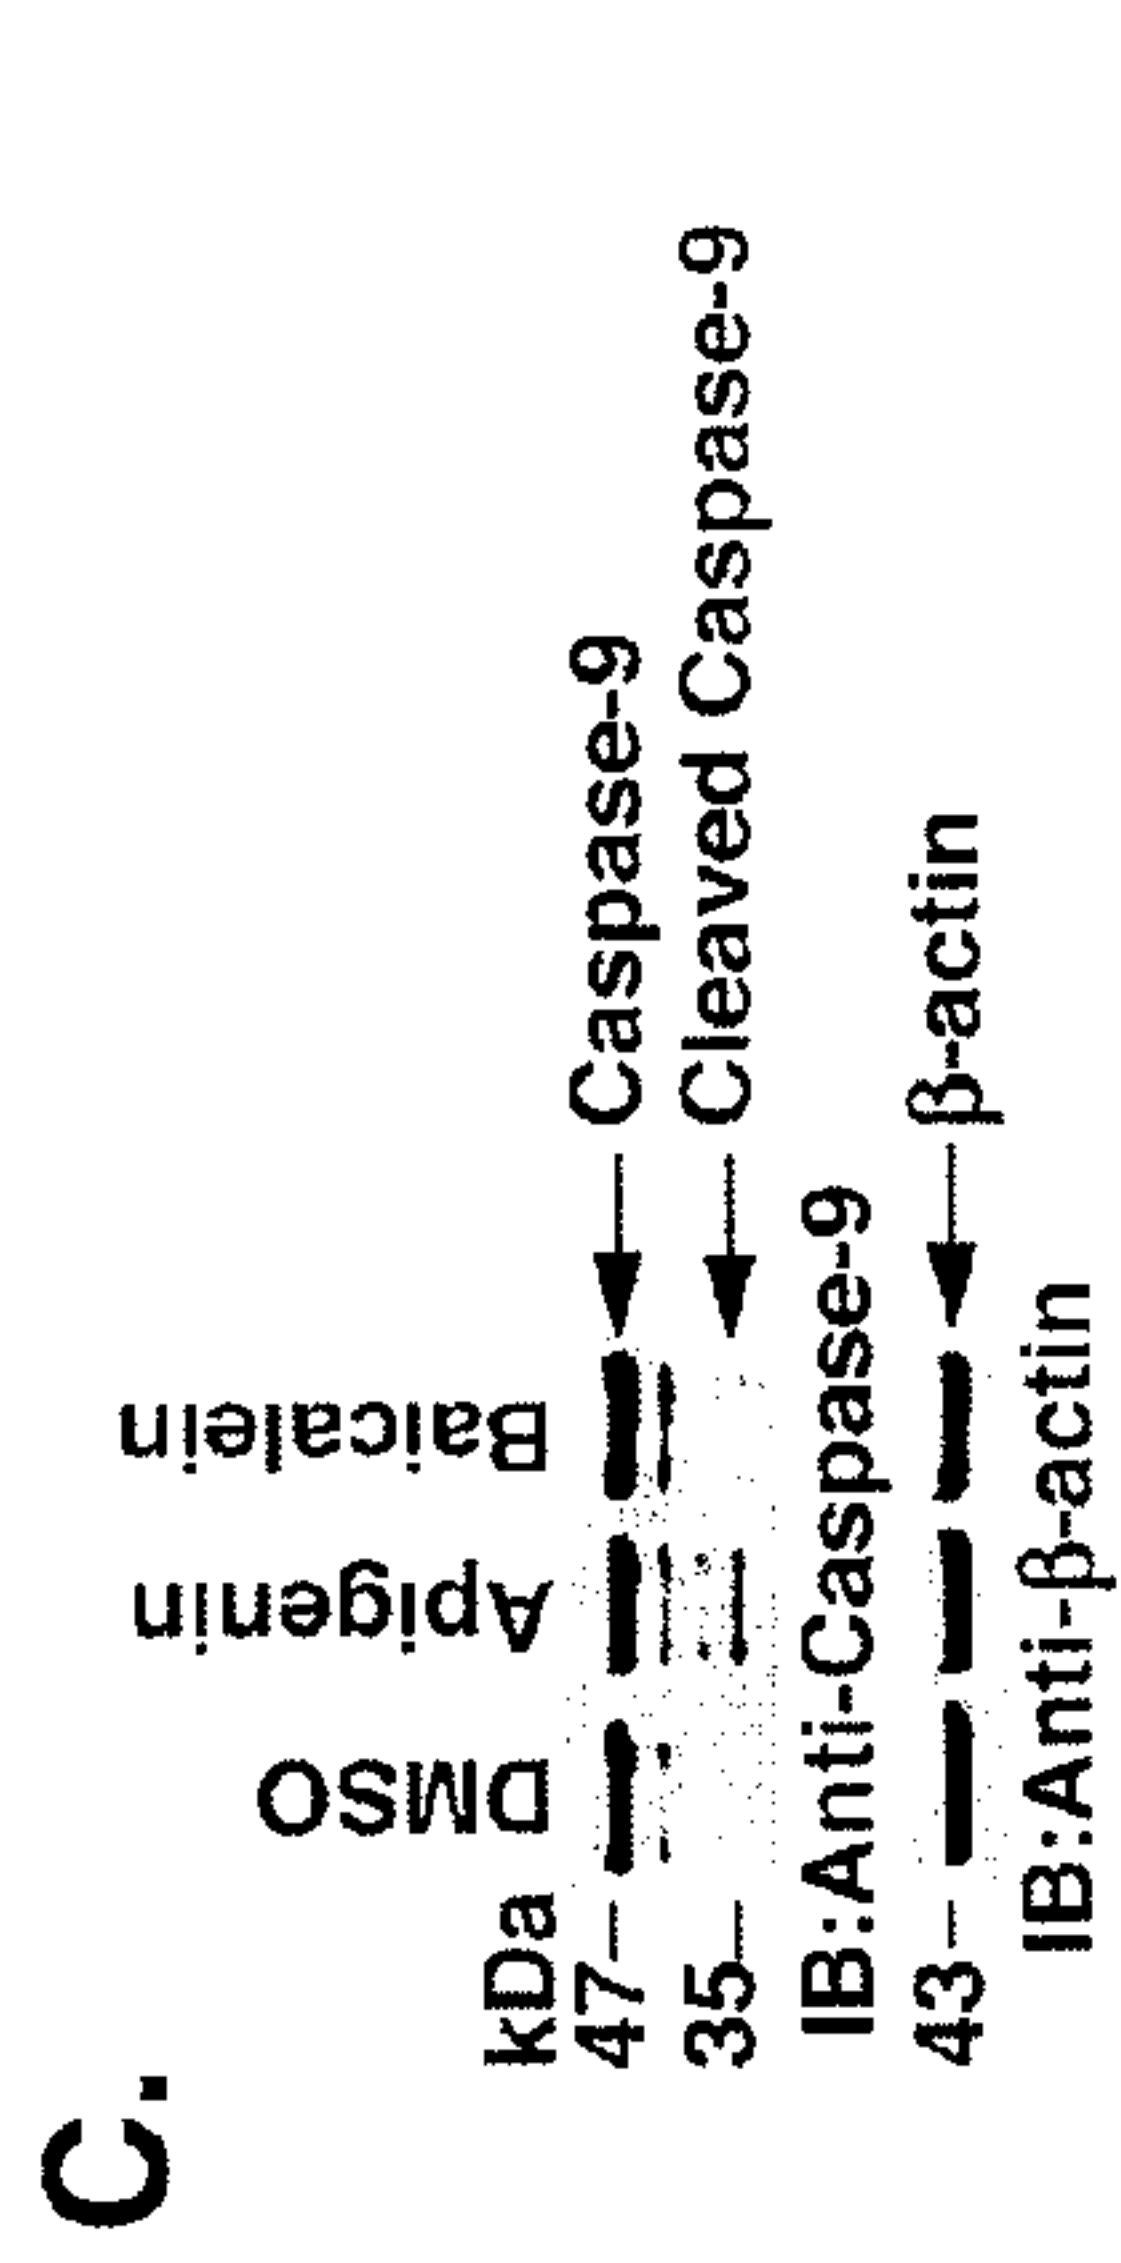 C.
DMSO
Apigenin
Baicalein
kDa
47
Caspase-9
35
Cleaved Caspase-9
IB:Anti-Caspase-9
43
β-actin
IB:Anti-β-actin